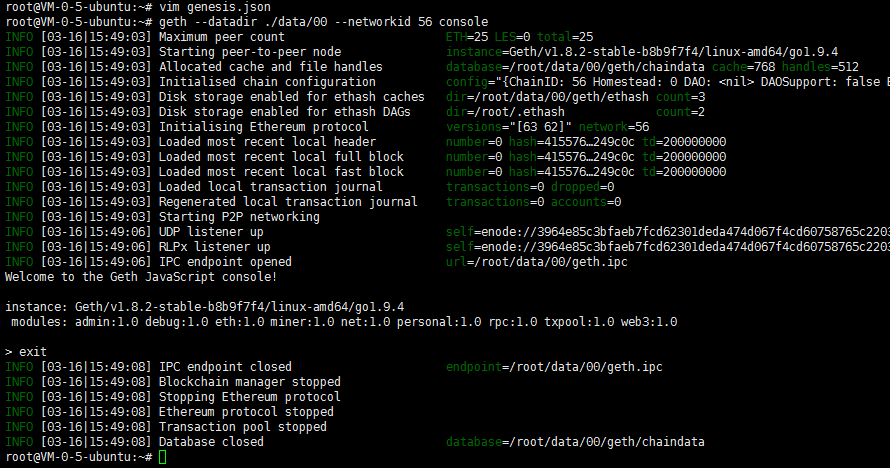 root@VM-0-5-ubuntu:~# vim genesis.json
root@VM-0-5-ubuntu:~# geth --datadir ./data/00 --networkid 56 console
INFO [03-16|15:49:03] Maximum peer count ETH=25 LES=0 total=25
INFO [03-16|15:49:03] Starting peer-to-peer node instance=Geth/v1.8.2-stable-b8b9f7f4/linux-amd64/go1.9.4
INFO [03-16|15:49:03] Allocated cache and file handles database=/root/data/00/geth/chaindata cache=768 handles=512
INFO [03-16|15:49:03] Initialised chain configuration config="{ChainID: 56 Homestead: 0 DAO: <nil> DAOSupport: false E
INFO [03-16|15:49:03] Disk storage enabled for ethash caches dir=/root/data/00/geth/ethash count=3
INFO [03-16|15:49:03] Disk storage enabled for ethash DAGs dir=/root/.ethash count=2
INFO [03-16|15:49:03] Initialising Ethereum protocol versions="[63 62]" network=56
INFO [03-16|15:49:03] Loaded most recent local header number=0 hash=415576…249c0c td=200000000
INFO [03-16|15:49:03] Loaded most recent local full block number=0 hash=415576…249c0c td=200000000
INFO [03-16|15:49:03] Loaded most recent local fast block number=0 hash=415576…249c0c td=200000000
INFO [03-16|15:49:03] Loaded local transaction journal transactions=0 dropped=0
INFO [03-16|15:49:03] Regenerated local transaction journal transactions=0 accounts=0
INFO [03-16|15:49:03] Starting P2P networking
INFO [03-16|15:49:06] UDP listener up self=enode://3964e85c3bfaeb7fcd62301deda474d067f4cd60758765c2203
INFO [03-16|15:49:06] RLPx listener up self=enode://3964e85c3bfaeb7fcd62301deda474d067f4cd60758765c2203
INFO [03-16|15:49:06] IPC endpoint opened url=/root/data/00/geth.ipc
Welcome to the Geth JavaScript console!
instance: Geth/v1.8.2-stable-b8b9f7f4/linux-amd64/go1.9.4
modules: admin:1.0 debug:1.0 eth:1.0 miner:1.0 net:1.0 personal:1.0 rpc:1.0 txpool:1.0 web3:1.0
> exit
INFO [03-16|15:49:08] IPC endpoint closed endpoint=/root/data/00/geth.ipc
INFO [03-16|15:49:08] Blockchain manager stopped
INFO [03-16|15:49:08] Stopping Ethereum protocol
INFO [03-16|15:49:08] Ethereum protocol stopped
INFO [03-16|15:49:08] Transaction pool stopped
INFO [03-16|15:49:08] Database closed database=/root/data/00/geth/chaindata
root@VM-0-5-ubuntu:~#